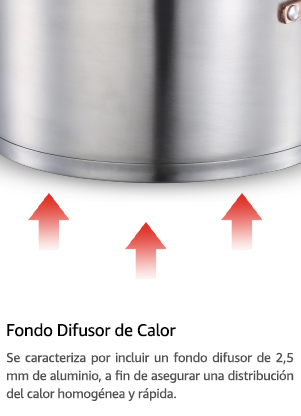 Fondo Difusor de Calor
Se caracteriza por incluir un fondo difusor de 2,5
mm de aluminio, a fin de asegurar una distribución
del calor homogénea y rápida.